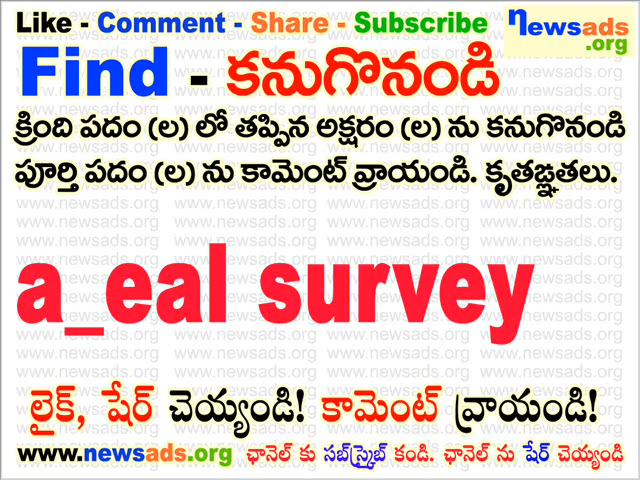 Like - Comment - Share - Subscribe
newsads
.org
Find - కనుగొనండి
క్రింది పదం (ల) లో తప్పిన అక్షరం (ల) ను కనుగొనండి
పూర్తి పదం (ల) ను కామెంట్ వ్రాయండి. కృతఙ్ఞతలు.
a_eal survey
లైక్, షేర్ చెయ్యండి! కామెంట్ వ్రాయండి!
www.newsads.org ఛానెల్ కు సబ్‌స్క్రైబ్ కండి. ఛానెల్ ను షేర్ చెయ్యండి